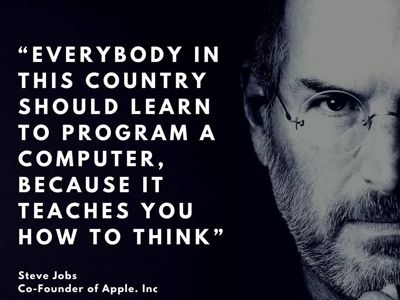 “EVERYBODY IN
THIS COUNTRY
SHOULD LEARN
TO PROGRAM A
COMPUTER,
BECAUSE IT
TEACHES YOU
HOW TO THINK”
Steve Jobs
Co-Founder of Apple. Inc